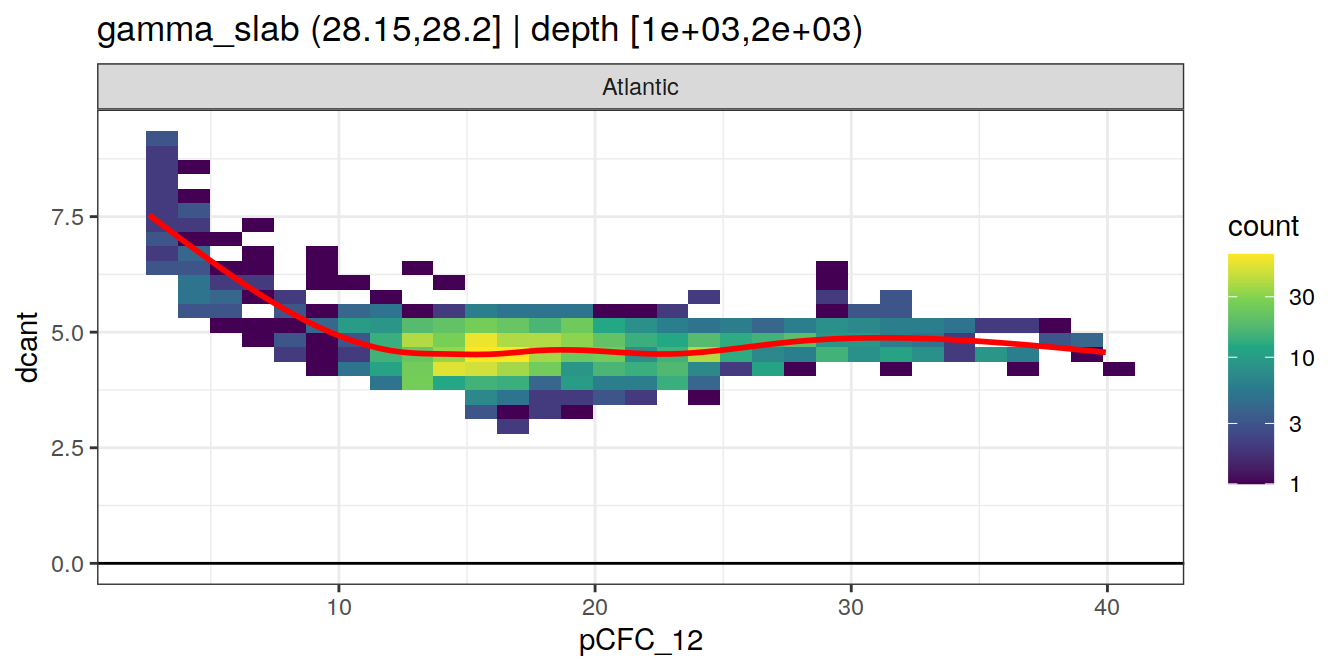 gamma_slab (28.15,28.2] | depth [1e+03,2e+03)
Atlantic
7.5
5.0
2.5
0.0
dcant
10 20 30 40
pCFC_12
count
30
10
3
1